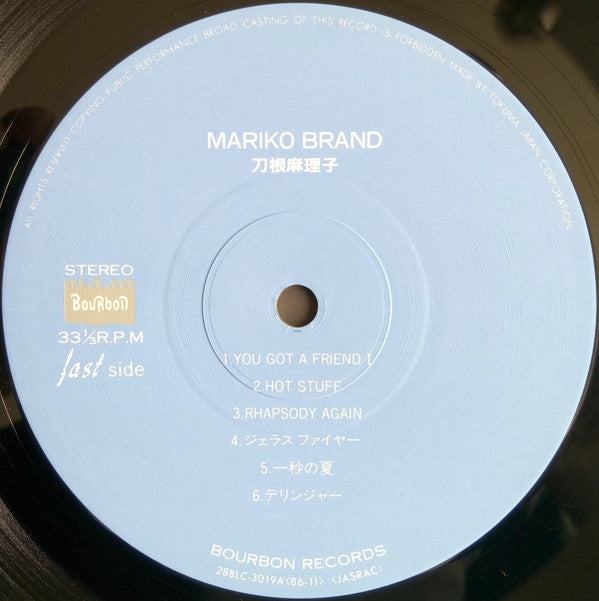 ALL RIGHTS RESERVED COPYING PUBLIC PERFORMANCE BROAD CASTING OF THIS RECORD IS FORBIDDEN MADE BY TOKUMA JAPAN CORPORATION
MARIKO BRAND
刀根麻理子
STEREO
BouRbon
33⅓R.P.M
fast side
1.YOU GOT A FRIEND I
2.HOT STUFF
3.RHAPSODY AGAIN
4.ジェラス ファイヤー
5.一秒の夏
6.デリンジャー
BOURBON RECORDS
28BLC-3019A<86-11> <JASRAC>